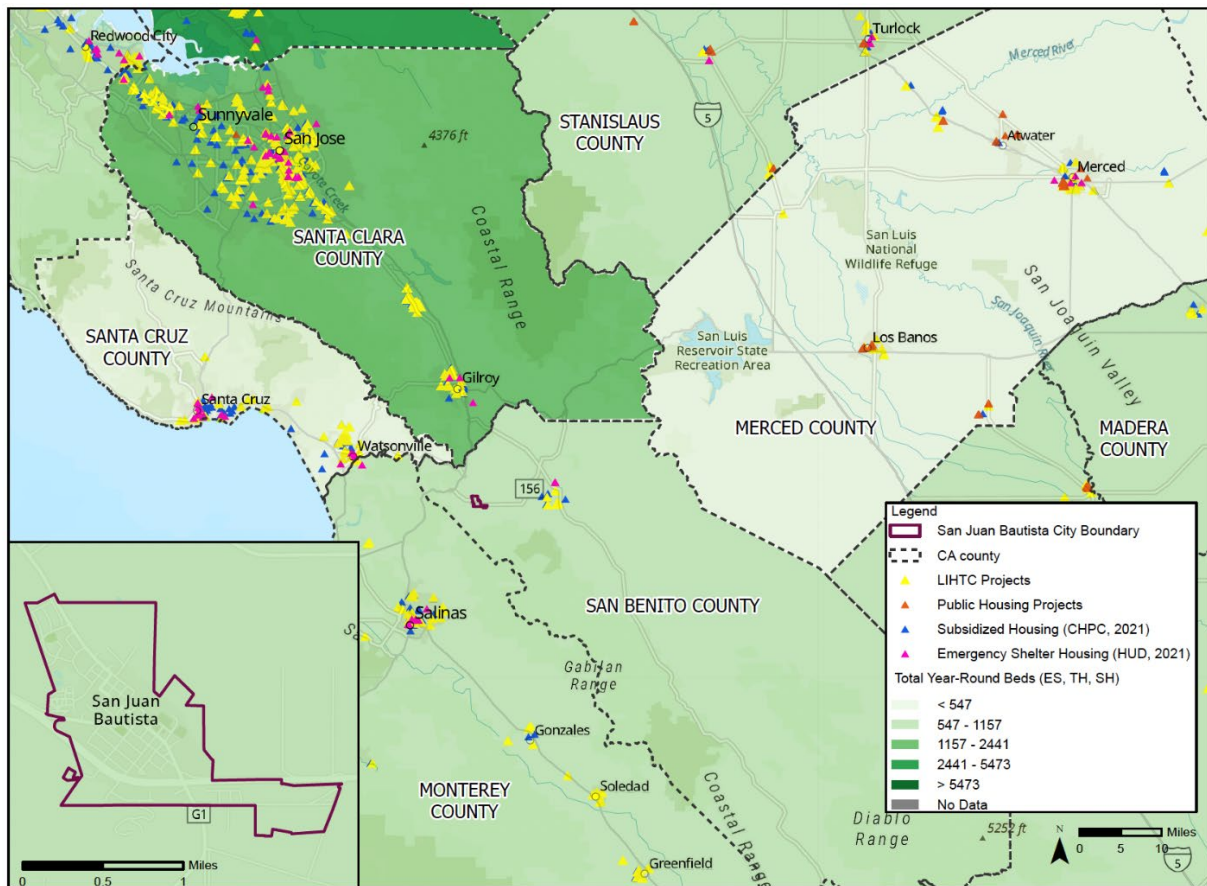 Redwood City
Sunnyvale
San Jose
Coyote Creek
4376 ft
SANTA CLARA
COUNTY
Coastal Range
Santa Cruz Mountains
SANTA CRUZ
COUNTY
Santa Cruz
Watsonville
Gilroy
STANISLAUS
COUNTY
5
Turlock
Merced River
Atwater
Merced
San Luis
National
Wildlife Refuge
San Joaquin River
San Joaquin Valley
San Luis
Reservoir State
Recreation Area
Los Banos
MERCED COUNTY
MADERA
COUNTY
156
SAN BENITO COUNTY
Salinas
Gabilan
Range
Gonzales
Soledad
MONTEREY
COUNTY
Greenfield
Coastal Range
Diablo
Range
5252 ft
San Juan
Bautista
G1
0 0.5 1 Miles
Legend
San Juan Bautista City Boundary
CA county
LIHTC Projects
Public Housing Projects
Subsidized Housing (CHPC, 2021)
Emergency Shelter Housing (HUD, 2021)
Total Year-Round Beds (ES, TH, SH)
< 547
547 - 1157
1157 - 2441
2441 - 5473
> 5473
No Data
N
Miles
0 5 10
5